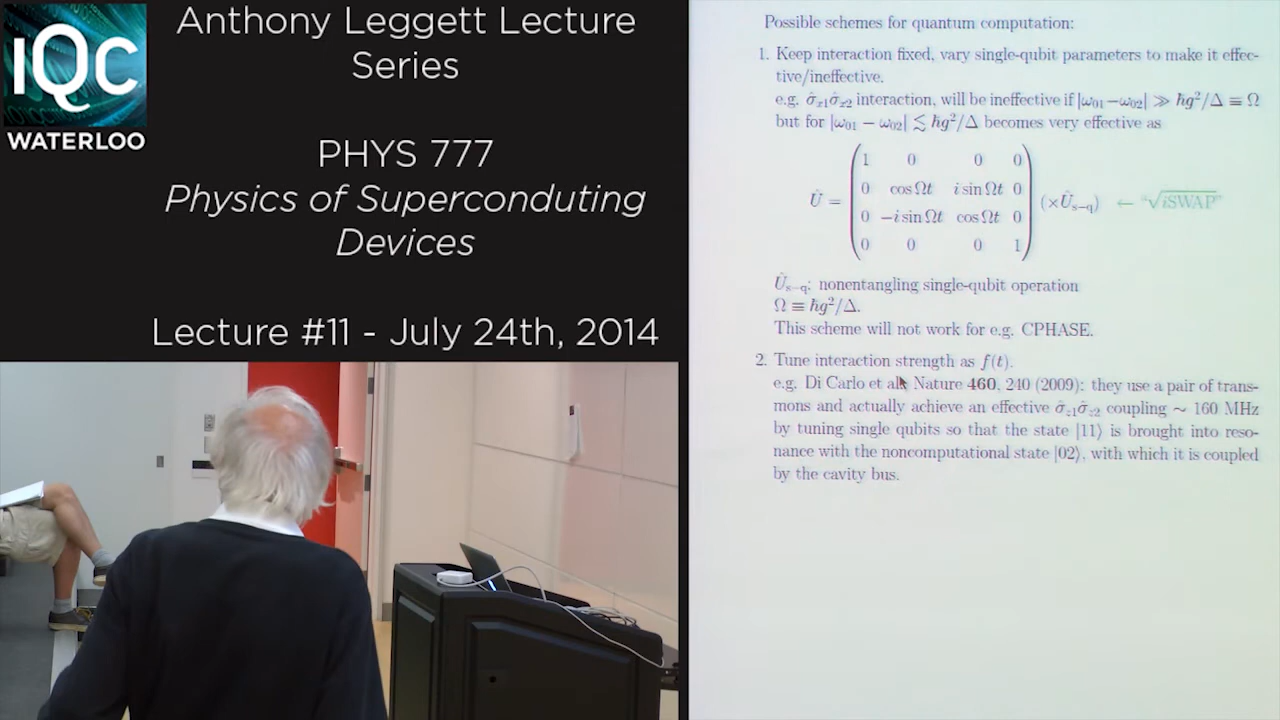 IQC
WATERLOO
Anthony Leggett Lecture
Series
PHYS 777
Physics of Superconduting
Devices
Lecture #11 - July 24th, 2014
Possible schemes for quantum computation:
1. Keep interaction fixed, vary single-qubit parameters to make it effec-
tive/ineffective.
e.g. σ̂z1σ̂z2 interaction, will be ineffective if |ω01−ω02| ≫ ħg²/Δ ≡ Ω
but for |ω01 − ω02| ≲ ħg²/Δ becomes very effective as
1 0 0 0
0 cos Ωt i sin Ωt 0
Û = (×Ûs−q) ← "√iSWAP"
0 −i sin Ωt cos Ωt 0
0 0 0 1
Ûs−q: nonentangling single-qubit operation
Ω ≡ ħg²/Δ.
This scheme will not work for e.g. CPHASE.
2. Tune interaction strength as f(t).
e.g. Di Carlo et al. Nature 460, 240 (2009): they use a pair of trans-
mons and actually achieve an effective σ̂z1σ̂z2 coupling ∼ 160 MHz
by tuning single qubits so that the state |11⟩ is brought into reso-
nance with the noncomputational state |02⟩, with which it is coupled
by the cavity bus.